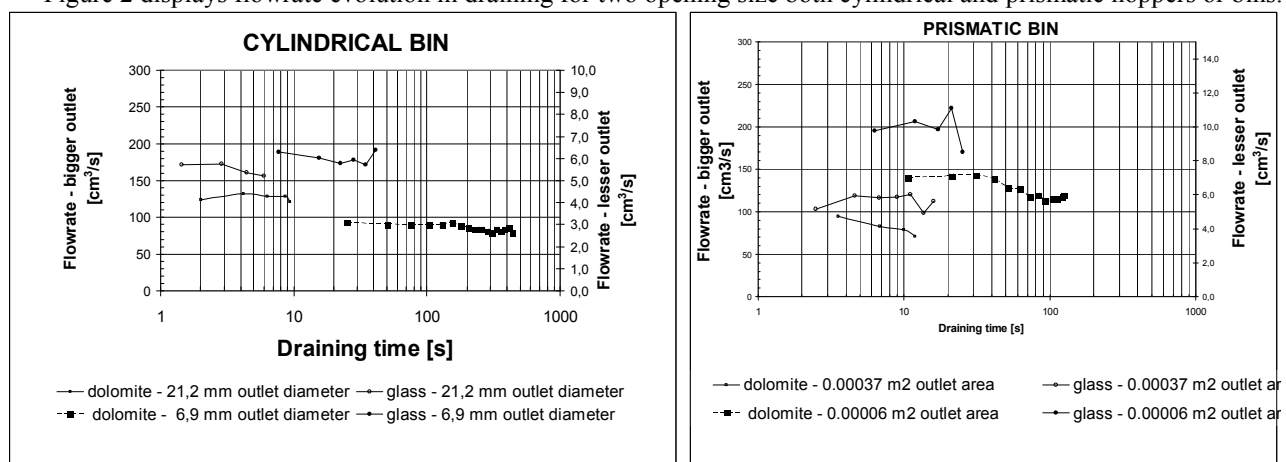 Figure 2 displays flowrate evolution in draining for two opening size both cylindrical and prismatic hoppers or bins.
CYLINDRICAL BIN
Flowrate - bigger outlet
[cm³/s]
300
250
200
150
100
50
0
10,0
9,0
8,0
7,0
6,0
5,0
4,0
3,0
2,0
1,0
0,0
Flowrate - lesser outlet
[cm³/s]
1 10 100 1000
Draining time [s]
dolomite - 21,2 mm outlet diameter glass - 21,2 mm outlet diameter
dolomite - 6,9 mm outlet diameter glass - 6,9 mm outlet diameter
PRISMATIC BIN
Flowrate - bigger outlet
[cm3/s]
300
250
200
150
100
50
0
14,0
12,0
10,0
8,0
6,0
4,0
2,0
0,0
Flowrate - lesser outlet
[cm³/s]
1 10 100 1000
Draining time [s]
dolomite - 0.00037 m2 outlet area glass - 0.00037 m2 outlet ar
dolomite - 0.00006 m2 outlet area glass - 0.00006 m2 outlet ar